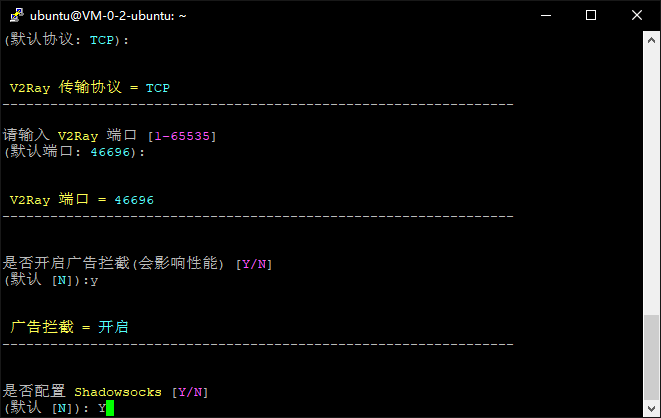 ubuntu@VM-0-2-ubuntu: ~
(默认协议: TCP):
V2Ray 传输协议 = TCP
----------------------------------------------------------------
请输入 V2Ray 端口 [1-65535]
(默认端口: 46696):
V2Ray 端口 = 46696
----------------------------------------------------------------
是否开启广告拦截(会影响性能) [Y/N]
(默认 [N]):y
广告拦截 = 开启
----------------------------------------------------------------
是否配置 Shadowsocks [Y/N]
(默认 [N]): Y